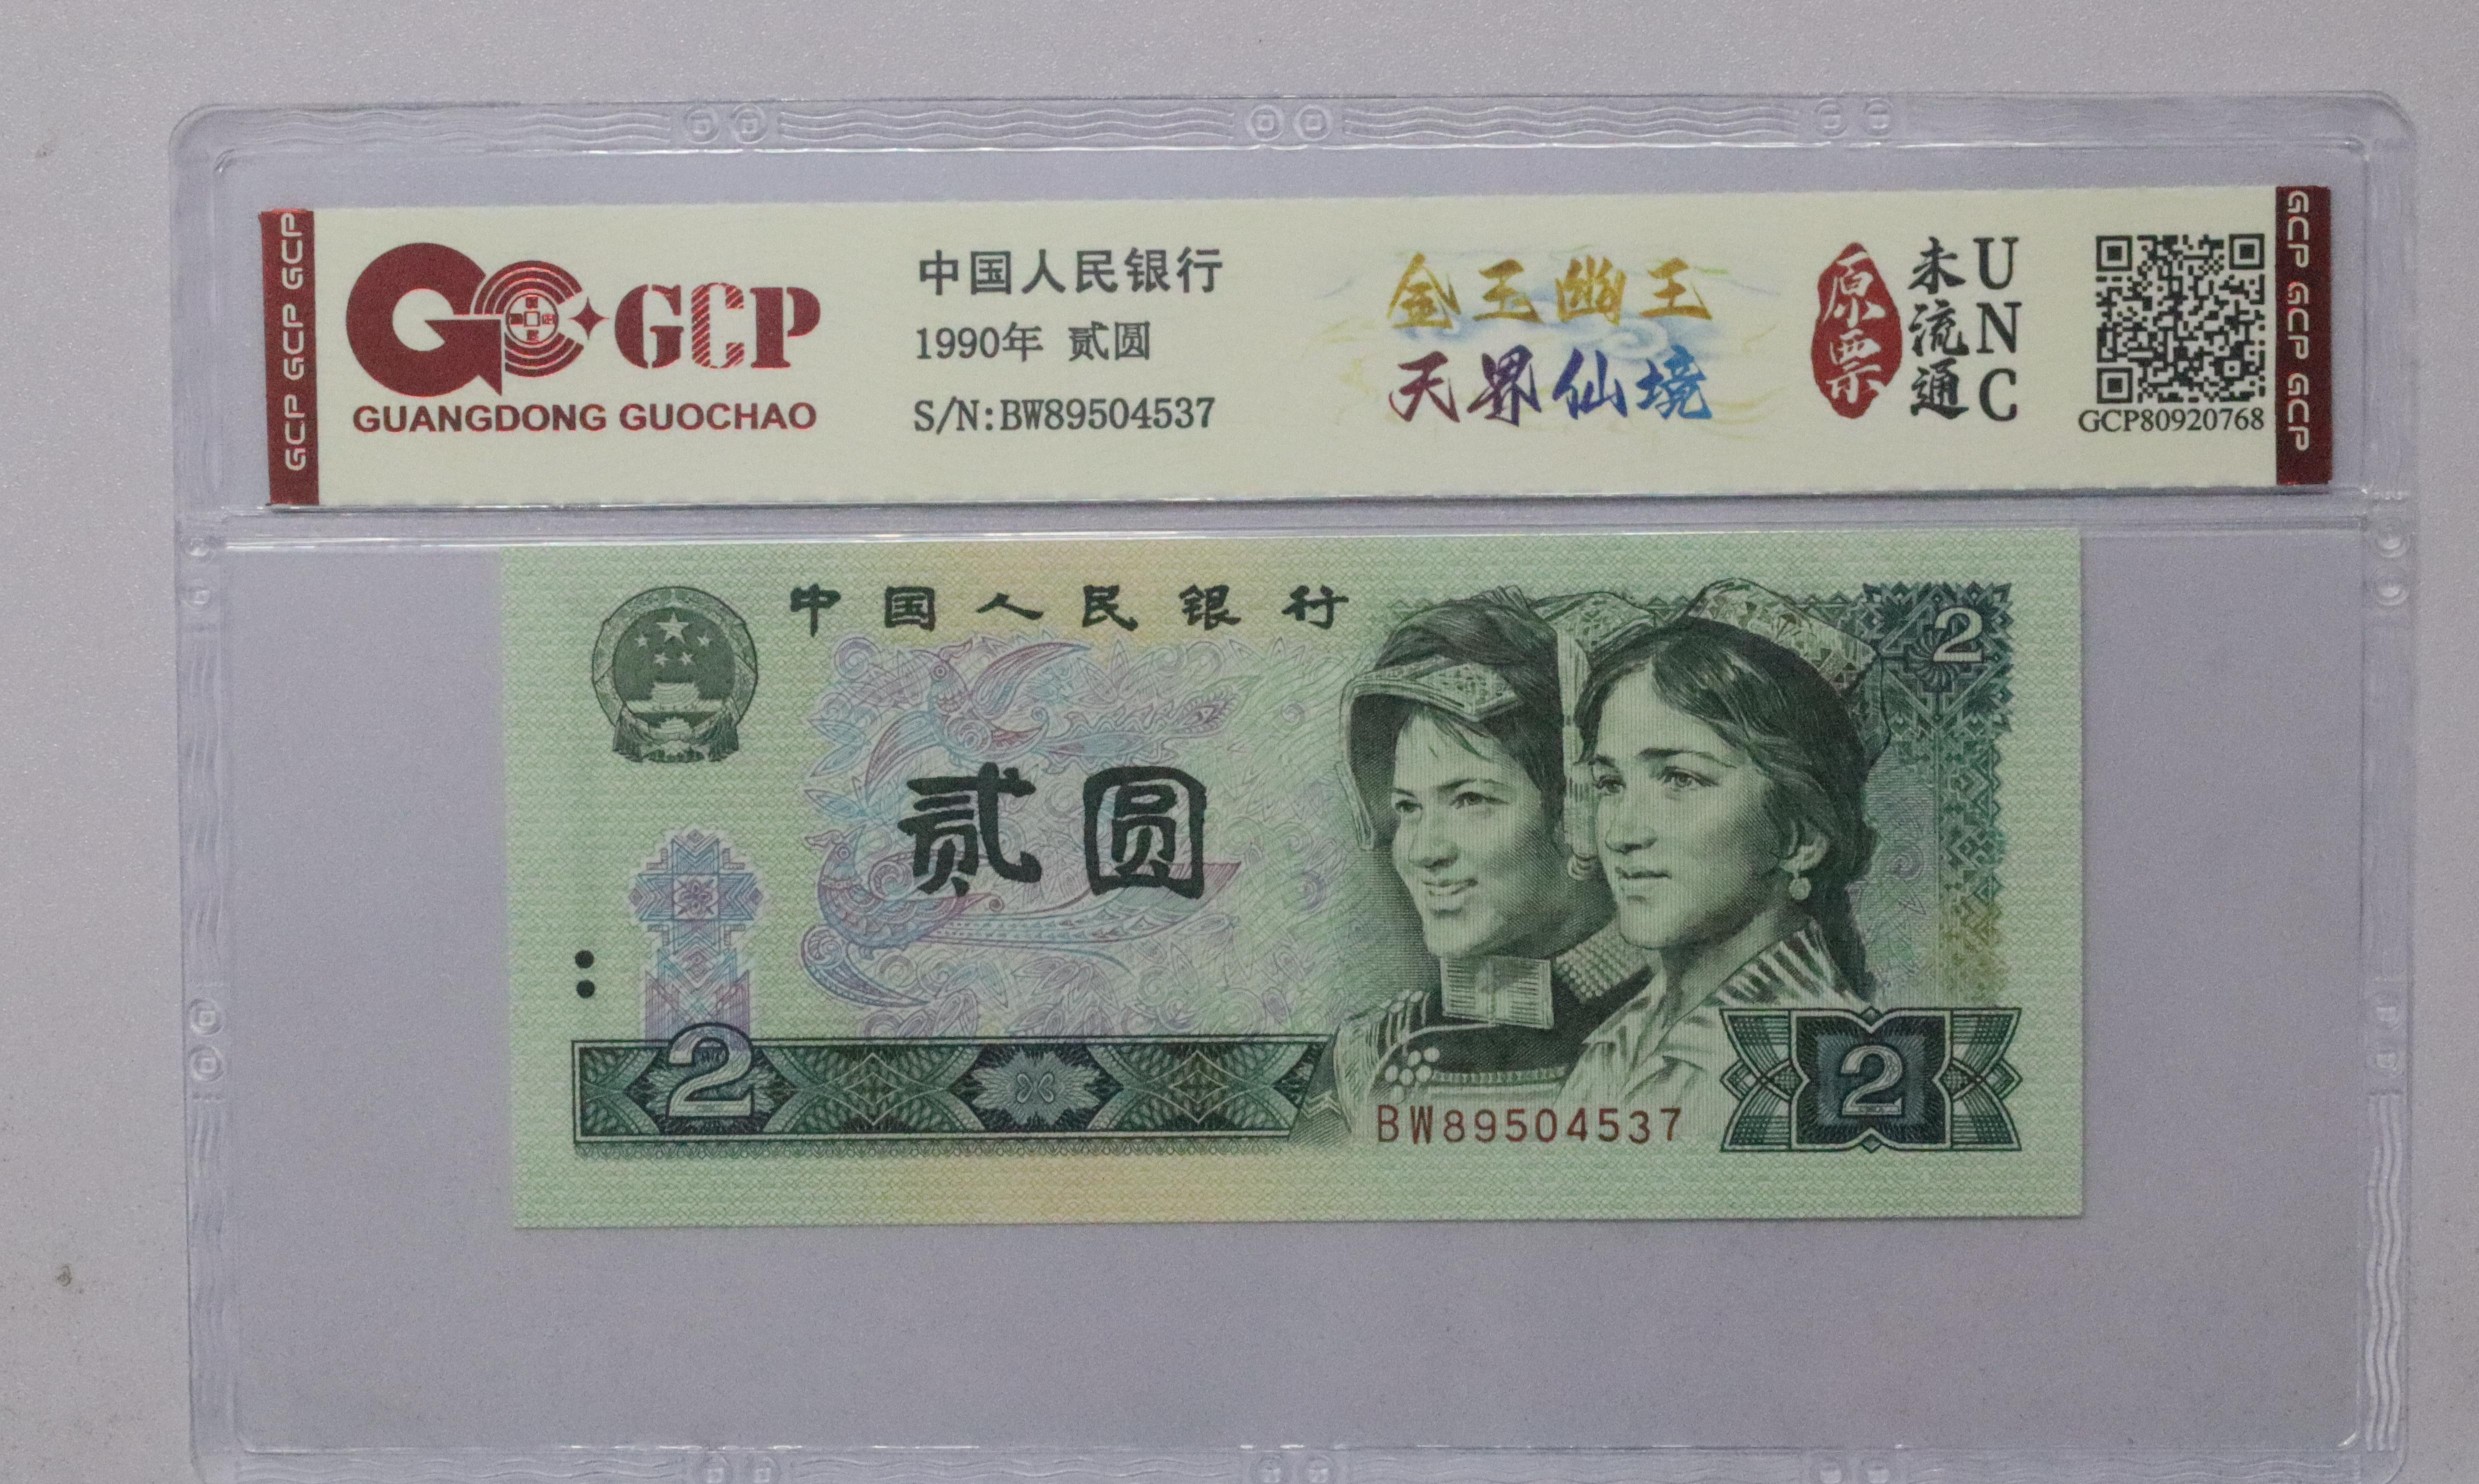 GCP GCP GCP
GCP
GUANGDONG GUOCHAO
中国人民银行
1990年 贰圆
S/N:BW89504537
金玉幽王
天界仙境
原票
未流通
UNC
GCP80920768
GCP GCP GCP
中国人民银行
2
贰圆
2
BW89504537
2